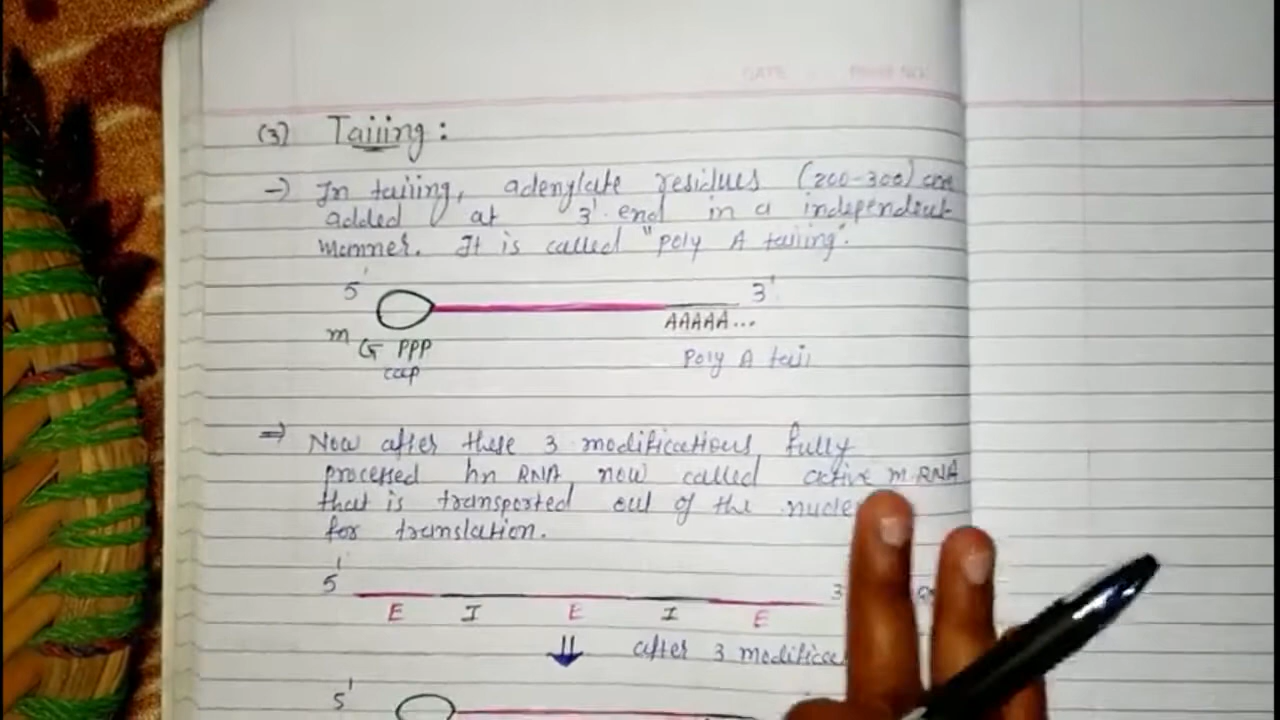 (3) Tailing :
→ In tailing, adenylate residues (200-300) are
added at 3' end in a independent
manner. It is called "poly A tailing".
5' 3'
AAAAA...
m G PPP Poly A tail
cap
⇒ Now after these 3 modifications, fully
processed hn RNA, now called active m-RNA
that is transported out of the
for translation.
5' 3'
E I E I E
⇓ after 3
5'